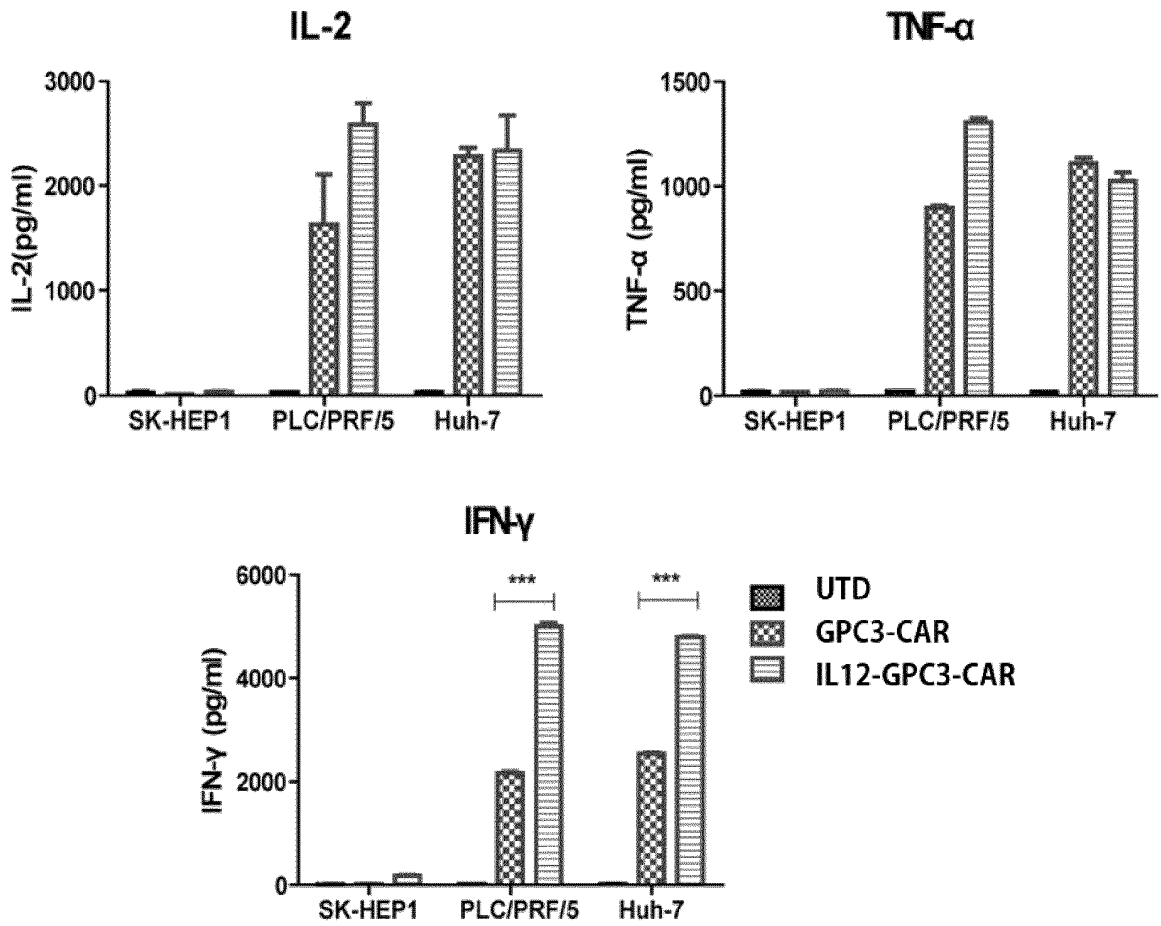 IL-2
IL-2(pg/ml)
3000
2000
1000
0
SK-HEP1 PLC/PRF/5 Huh-7
TNF-α
TNF-α (pg/ml)
1500
1000
500
0
SK-HEP1 PLC/PRF/5 Huh-7
IFN-γ
IFN-γ (pg/ml)
6000
4000
2000
0
*** ***
SK-HEP1 PLC/PRF/5 Huh-7
UTD
GPC3-CAR
IL12-GPC3-CAR